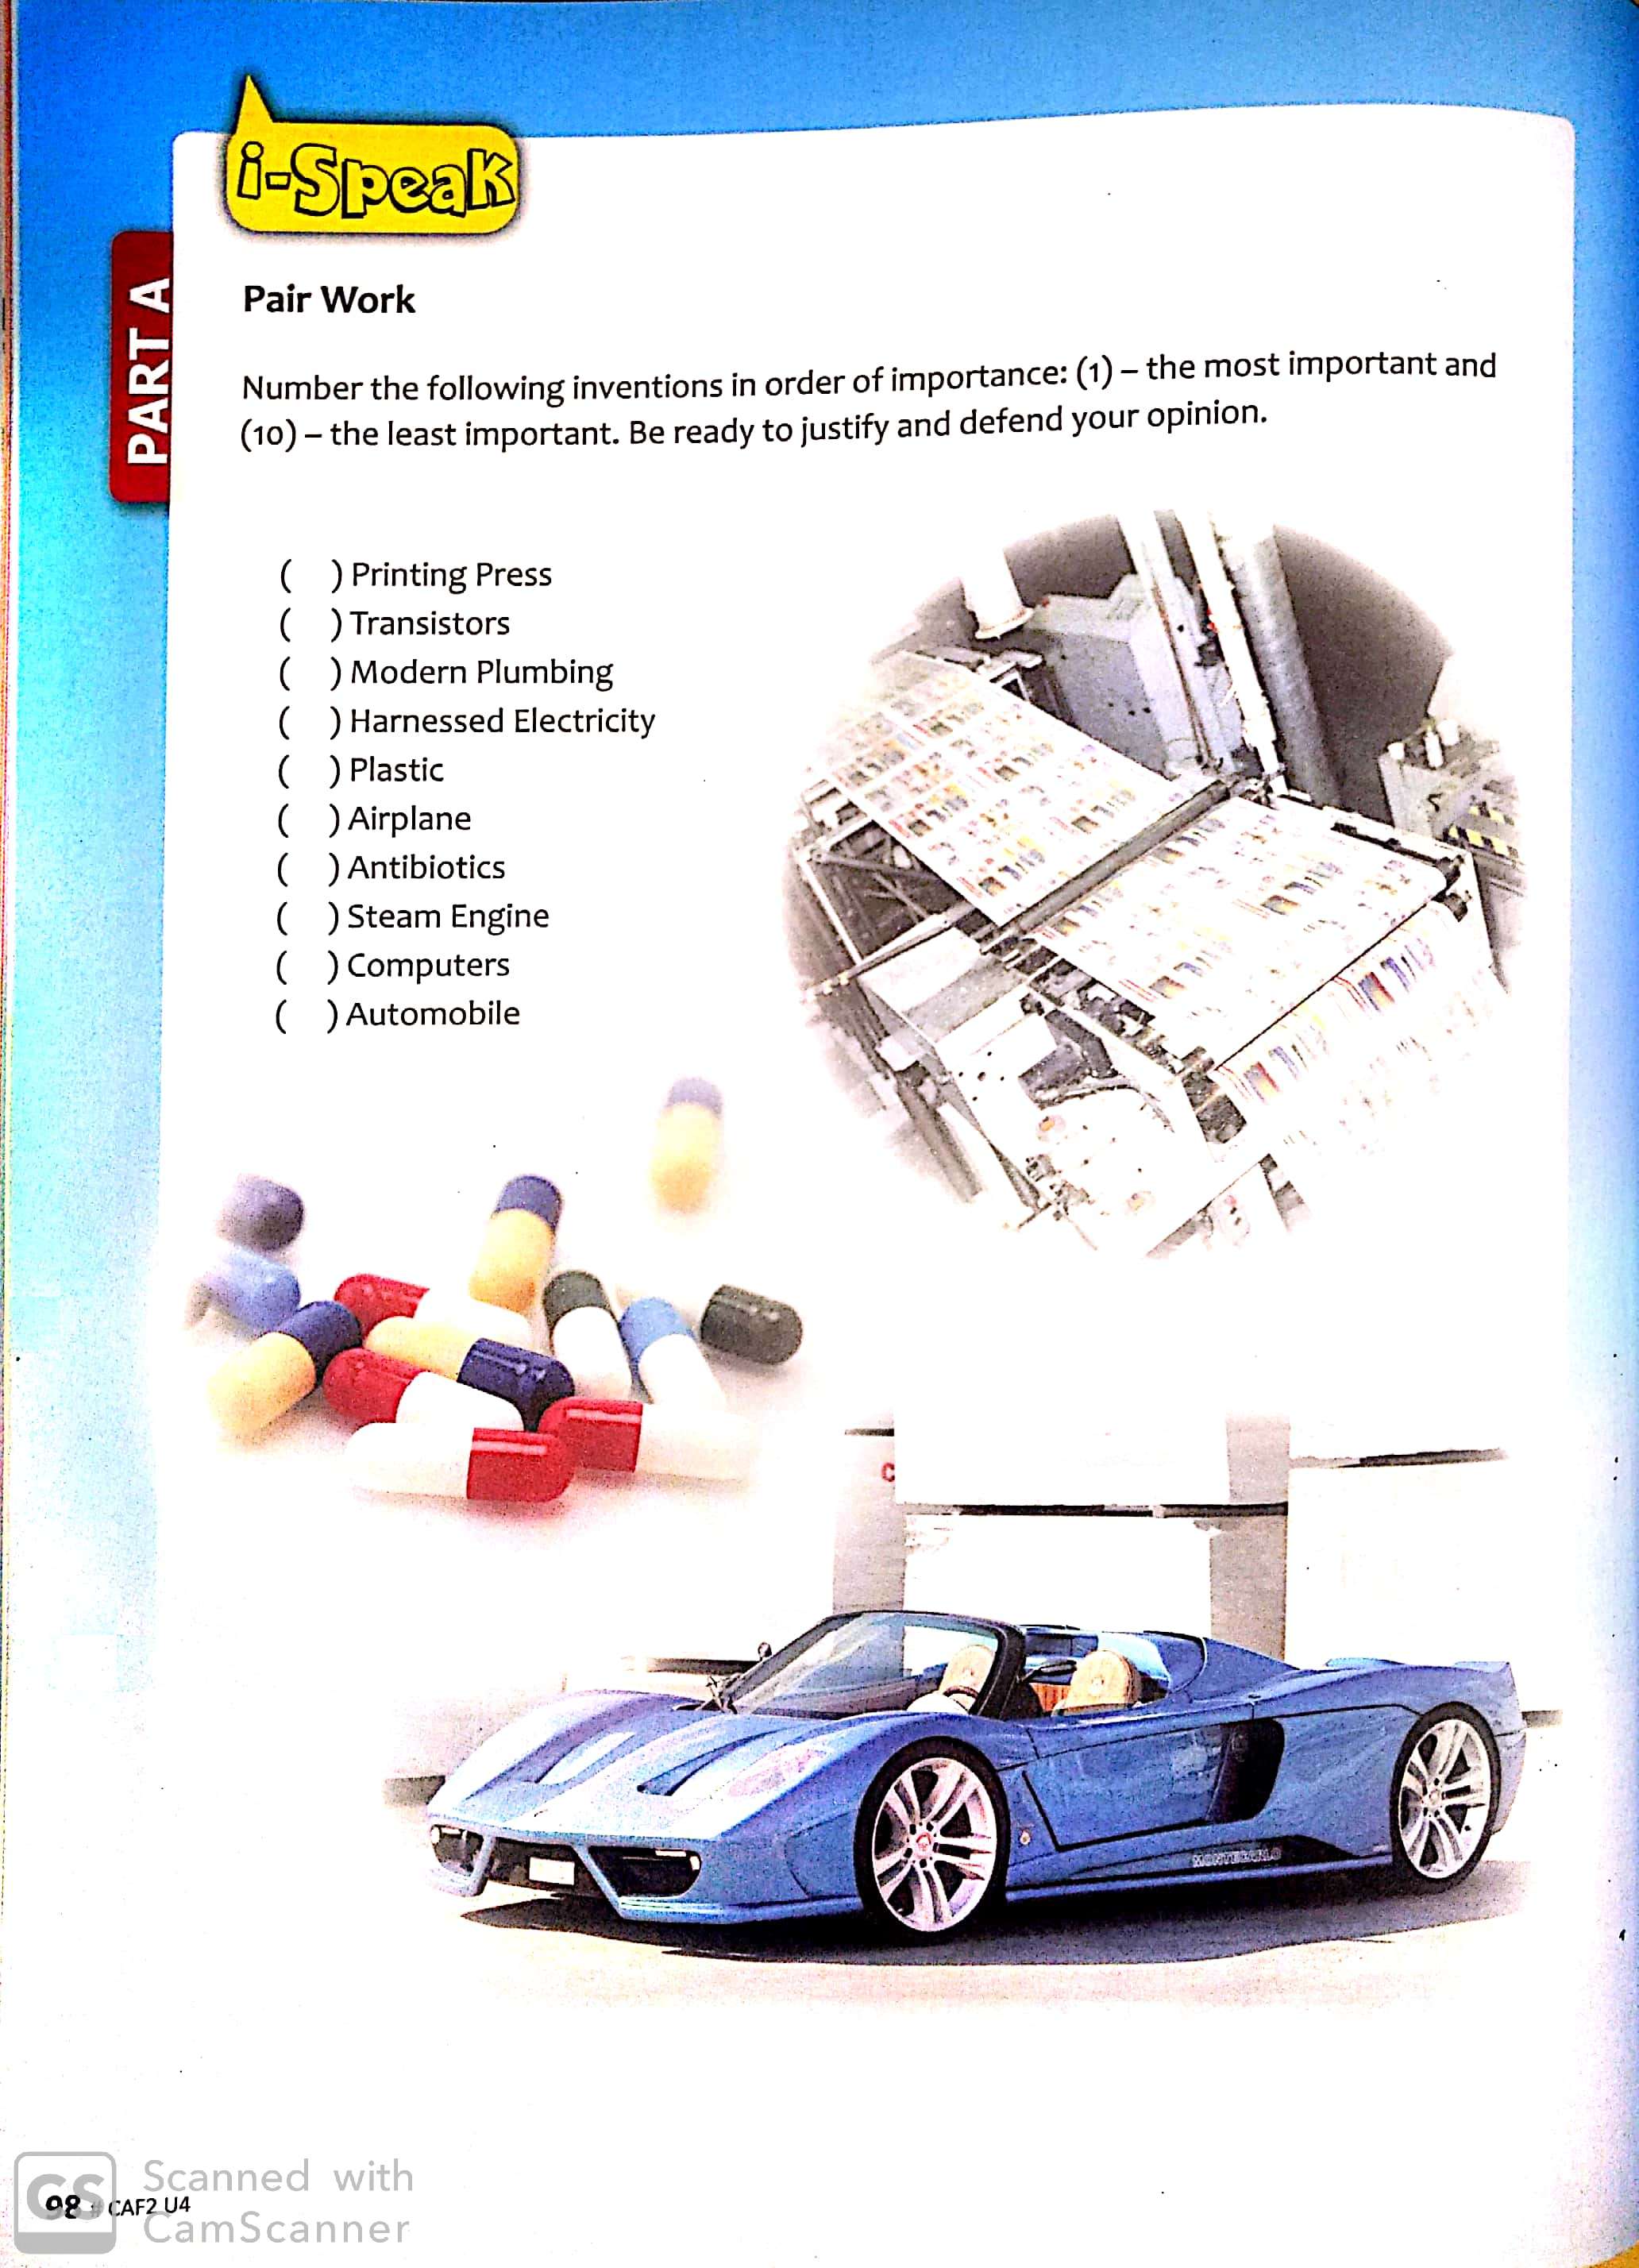 i-Speak
PART A
Pair Work
Number the following inventions in order of importance: (1) – the most important and
(10) – the least important. Be ready to justify and defend your opinion.
( ) Printing Press
( ) Transistors
( ) Modern Plumbing
( ) Harnessed Electricity
( ) Plastic
( ) Airplane
( ) Antibiotics
( ) Steam Engine
( ) Computers
( ) Automobile
MONTECARLO
98 # CAF2 U4
CS
Scanned with
CamScanner